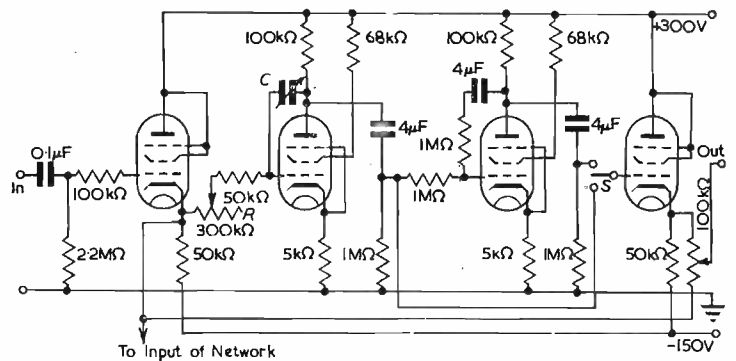 +300V
100kΩ
68kΩ
100kΩ
68kΩ
C
4μF
4μF
4μF
0·1μF
In
100kΩ
50kΩ
R
300kΩ
1MΩ
1MΩ
S
Out
100kΩ
2·2MΩ
50kΩ
5kΩ
1MΩ
5kΩ
1MΩ
50kΩ
-150V
To Input of Network